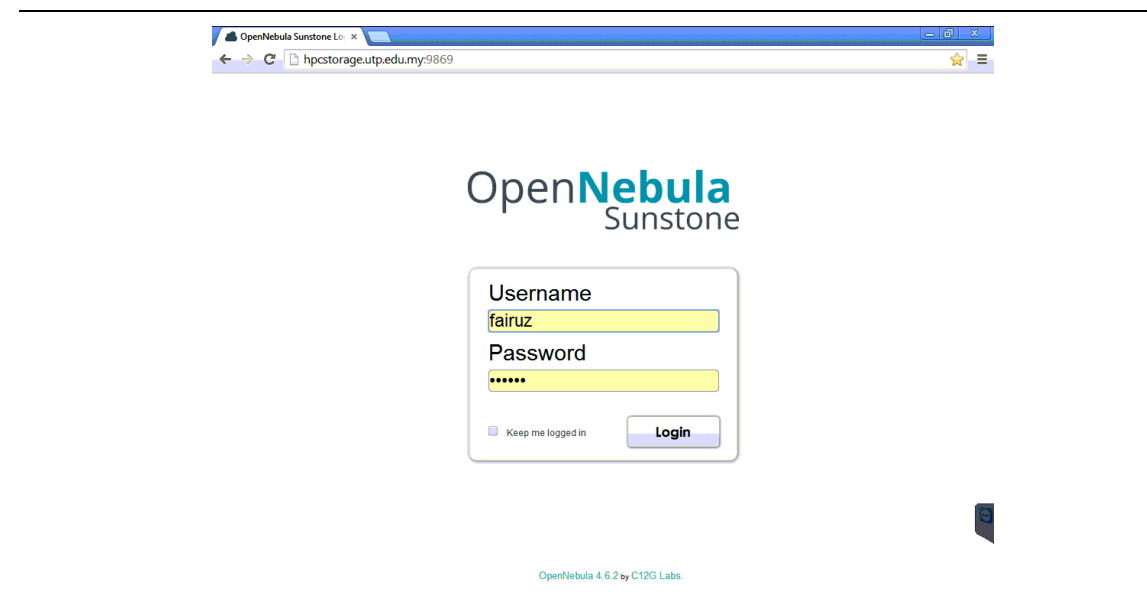 OpenNebula Sunstone Lo
hpcstorage.utp.edu.my:9869
OpenNebula
Sunstone
Username
fairuz
Password
••••••
Keep me logged in
Login
OpenNebula 4.6.2 by C12G Labs.